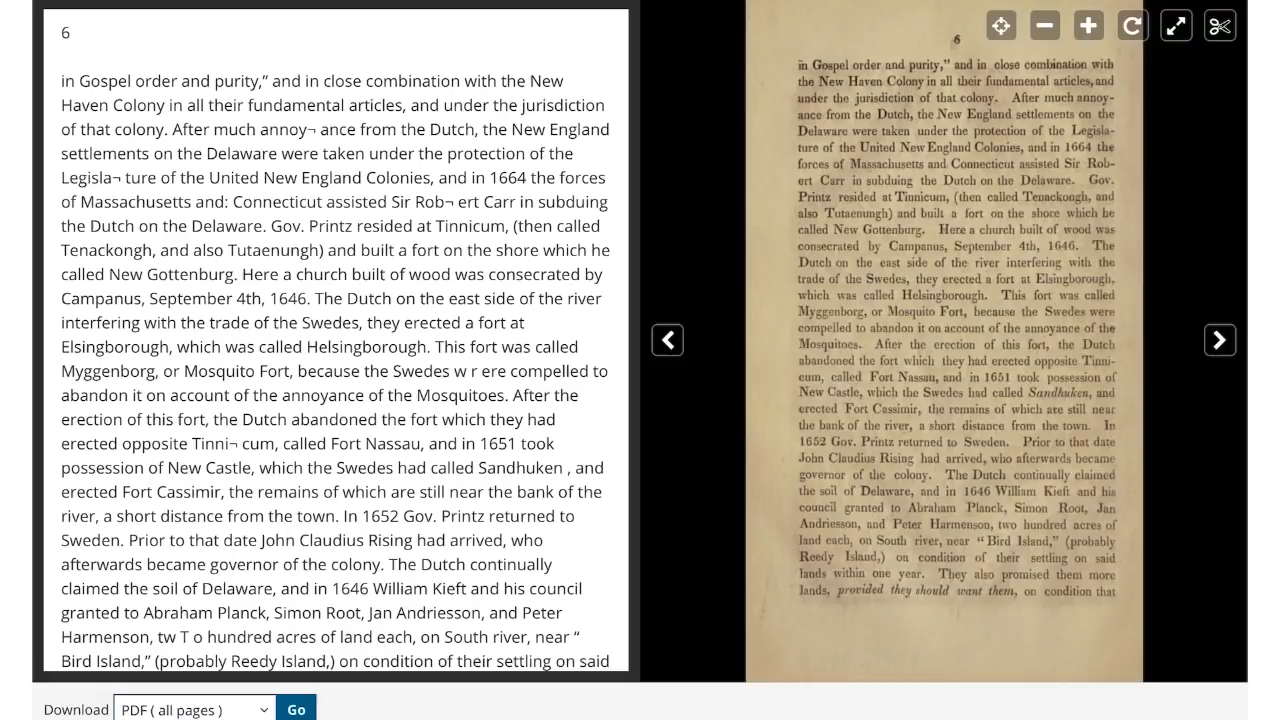 6
in Gospel order and purity,” and in close combination with the New
Haven Colony in all their fundamental articles, and under the jurisdiction
of that colony. After much annoy¬ ance from the Dutch, the New England
settlements on the Delaware were taken under the protection of the
Legisla¬ ture of the United New England Colonies, and in 1664 the forces
of Massachusetts and: Connecticut assisted Sir Rob¬ ert Carr in subduing
the Dutch on the Delaware. Gov. Printz resided at Tinnicum, (then called
Tenackongh, and also Tutaenungh) and built a fort on the shore which he
called New Gottenburg. Here a church built of wood was consecrated by
Campanus, September 4th, 1646. The Dutch on the east side of the river
interfering with the trade of the Swedes, they erected a fort at
Elsingborough, which was called Helsingborough. This fort was called
Myggenborg, or Mosquito Fort, because the Swedes w r ere compelled to
abandon it on account of the annoyance of the Mosquitoes. After the
erection of this fort, the Dutch abandoned the fort which they had
erected opposite Tinni¬ cum, called Fort Nassau, and in 1651 took
possession of New Castle, which the Swedes had called Sandhuken , and
erected Fort Cassimir, the remains of which are still near the bank of the
river, a short distance from the town. In 1652 Gov. Printz returned to
Sweden. Prior to that date John Claudius Rising had arrived, who
afterwards became governor of the colony. The Dutch continually
claimed the soil of Delaware, and in 1646 William Kieft and his council
granted to Abraham Planck, Simon Root, Jan Andriesson, and Peter
Harmenson, tw T o hundred acres of land each, on South river, near “
Bird Island,” (probably Reedy Island,) on condition of their settling on said
6
in Gospel order and purity,” and in close combination with
the New Haven Colony in all their fundamental articles, and
under the jurisdiction of that colony. After much annoy-
ance from the Dutch, the New England settlements on the
Delaware were taken under the protection of the Legisla-
ture of the United New England Colonies, and in 1664 the
forces of Massachusetts and Connecticut assisted Sir Rob-
ert Carr in subduing the Dutch on the Delaware. Gov.
Printz resided at Tinnicum, (then called Tenackongh, and
also Tutaenungh) and built a fort on the shore which he
called New Gottenburg. Here a church built of wood was
consecrated by Campanus, September 4th, 1646. The
Dutch on the east side of the river interfering with the
trade of the Swedes, they erected a fort at Elsingborough,
which was called Helsingborough. This fort was called
Myggenborg, or Mosquito Fort, because the Swedes were
compelled to abandon it on account of the annoyance of the
Mosquitoes. After the erection of this fort, the Dutch
abandoned the fort which they had erected opposite Tinni-
cum, called Fort Nassau, and in 1651 took possession of
New Castle, which the Swedes had called Sandhuken, and
erected Fort Cassimir, the remains of which are still near
the bank of the river, a short distance from the town. In
1652 Gov. Printz returned to Sweden. Prior to that date
John Claudius Rising had arrived, who afterwards became
governor of the colony. The Dutch continually claimed
the soil of Delaware, and in 1646 William Kieft and his
council granted to Abraham Planck, Simon Root, Jan
Andriesson, and Peter Harmenson, two hundred acres of
land each, on South river, near “Bird Island,” (probably
Reedy Island,) on condition of their settling on said
lands within one year. They also promised them more
lands, provided they should want them, on condition that
Download PDF ( all pages ) Go